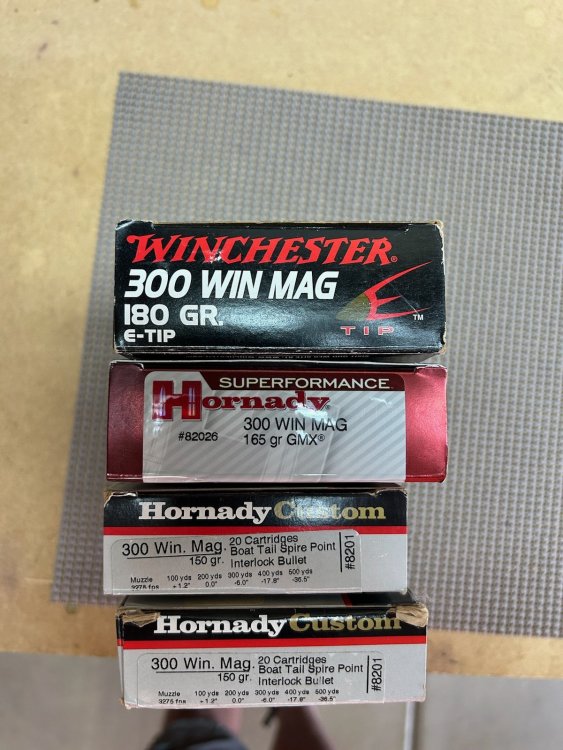 WINCHESTER®
300 WIN MAG
180 GR.
E-TIP
E
TIP™
SUPERFORMANCE
Hornady
#82026
300 WIN MAG
165 gr GMX®
Hornady Custom
300 Win. Mag.
150 gr.
20 Cartridges
Boat Tail Spire Point
Interlock Bullet
#8201
Muzzle 100 yds 200 yds 300 yds 400 yds 500 yds
3275 fps +1.2" 0.0" -6.0" -17.8" -36.5"
Hornady Custom
300 Win. Mag.
150 gr.
20 Cartridges
Boat Tail Spire Point
Interlock Bullet
#8201
Muzzle 100 yds 200 yds 300 yds 400 yds 500 yds
3275 fps +1.2" 0.0" -6.0" -17.8" -36.5"